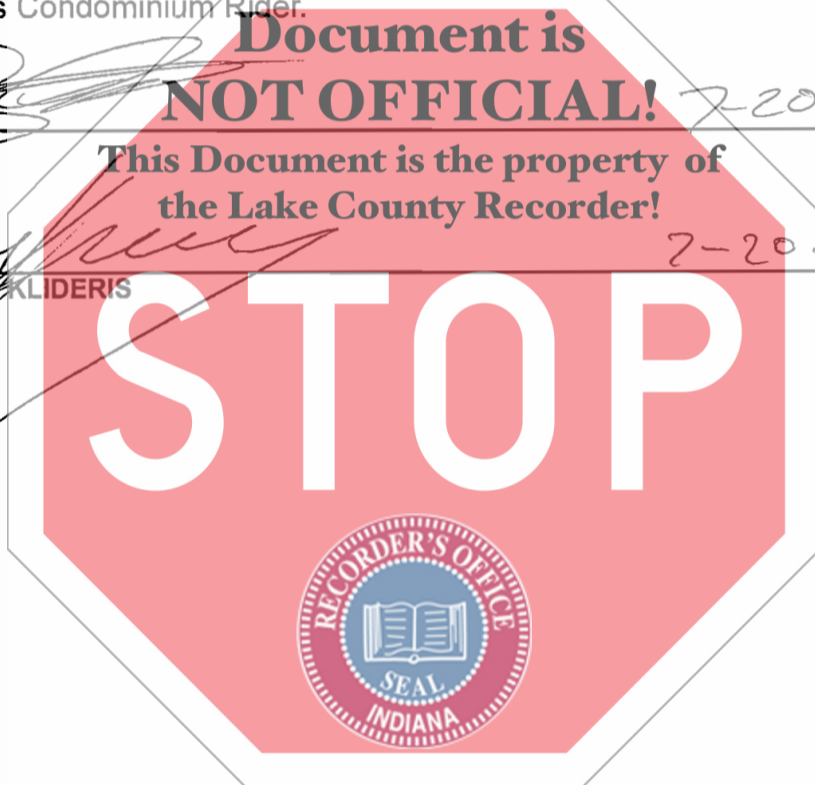 s Condominium Rider.
Document is
NOT OFFICIAL!
7-20
This Document is the property of
the Lake County Recorder!
7-20-
KLIDERIS
STOP
RECORDER'S OFFICE
SEAL
INDIANA